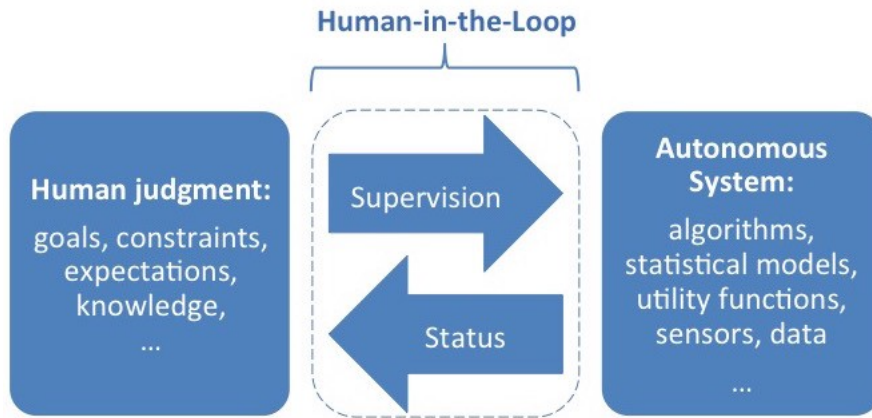 Human-in-the-Loop
Human judgment:
goals, constraints,
expectations,
knowledge,
...
Supervision
Status
Autonomous
System:
algorithms,
statistical models,
utility functions,
sensors, data
...